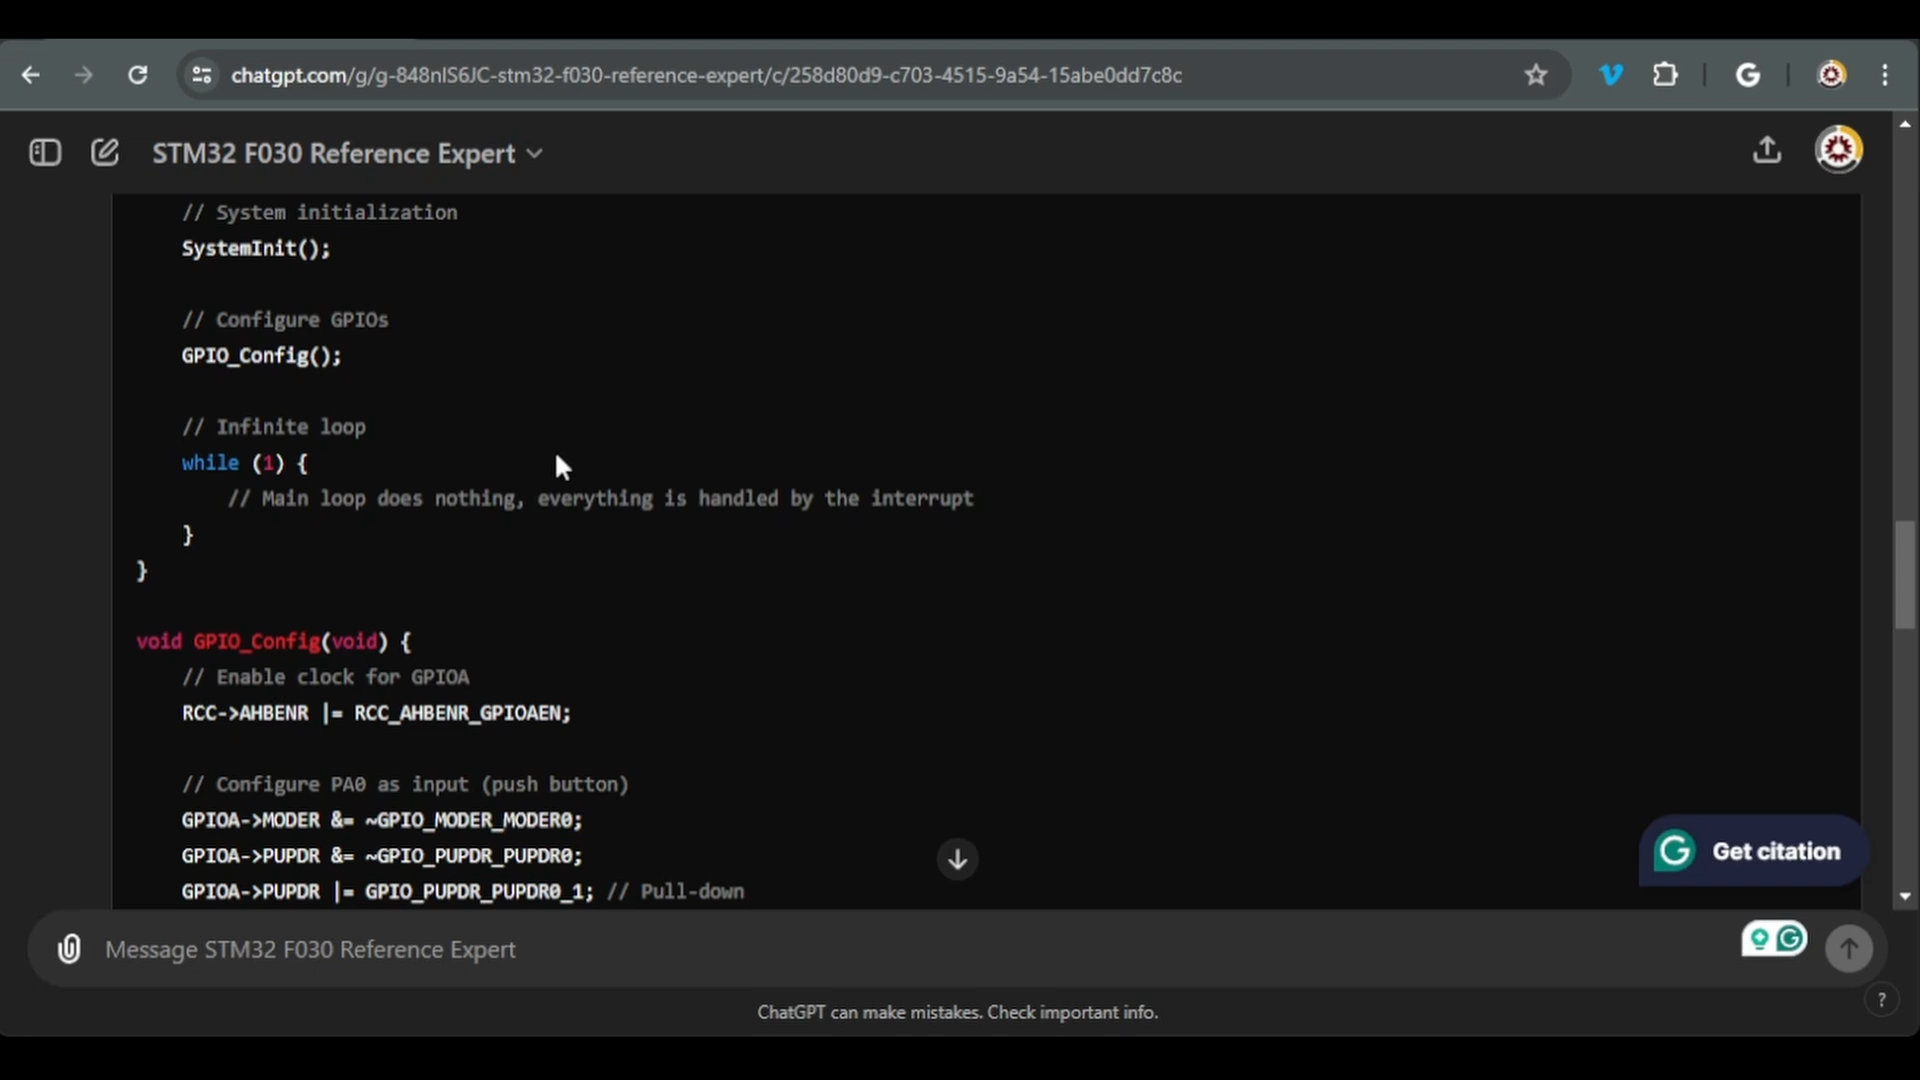 chatgpt.com/g/g-848nlS6JC-stm32-f030-reference-expert/c/258d80d9-c703-4515-9a54-15abe0dd7c8c
STM32 F030 Reference Expert
// System initialization
SystemInit();
// Configure GPIOs
GPIO_Config();
// Infinite loop
while (1) {
// Main loop does nothing, everything is handled by the interrupt
}
}
void GPIO_Config(void) {
// Enable clock for GPIOA
RCC->AHBENR |= RCC_AHBENR_GPIOAEN;
// Configure PA0 as input (push button)
GPIOA->MODER &= ~GPIO_MODER_MODER0;
GPIOA->PUPDR &= ~GPIO_PUPDR_PUPDR0;
GPIOA->PUPDR |= GPIO_PUPDR_PUPDR0_1; // Pull-down
Get citation
Message STM32 F030 Reference Expert
ChatGPT can make mistakes. Check important info.
?